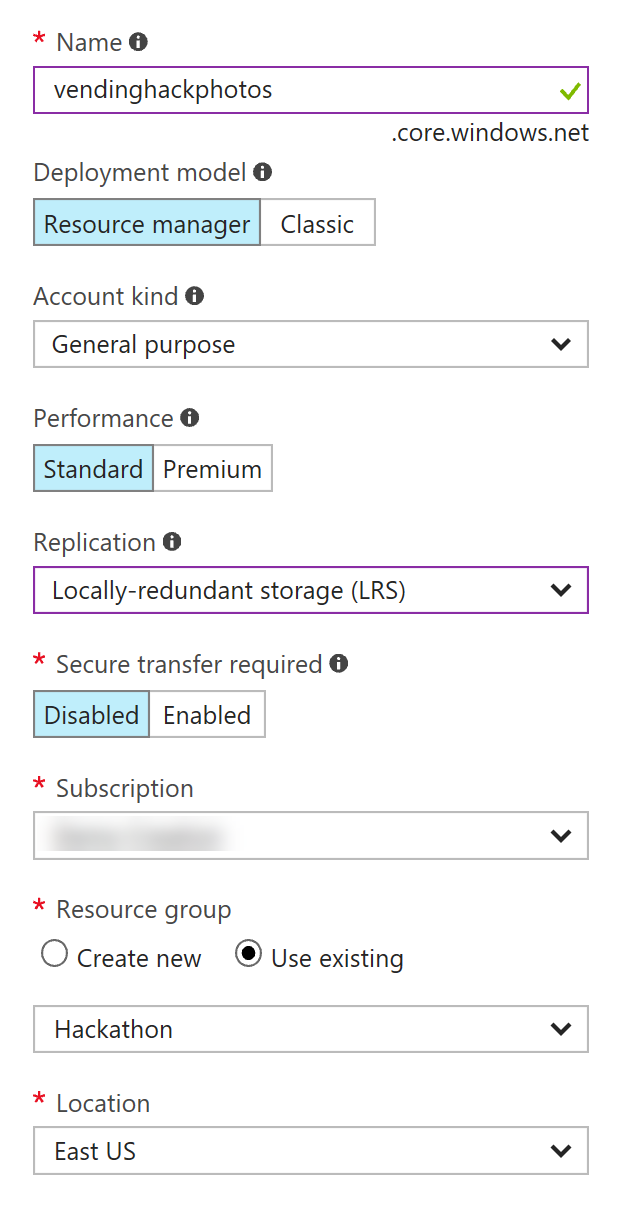 * Name
vendinghackphotos
.core.windows.net
Deployment model
Resource manager Classic
Account kind
General purpose
Performance
Standard Premium
Replication
Locally-redundant storage (LRS)
* Secure transfer required
Disabled Enabled
* Subscription
* Resource group
Create new Use existing
Hackathon
* Location
East US